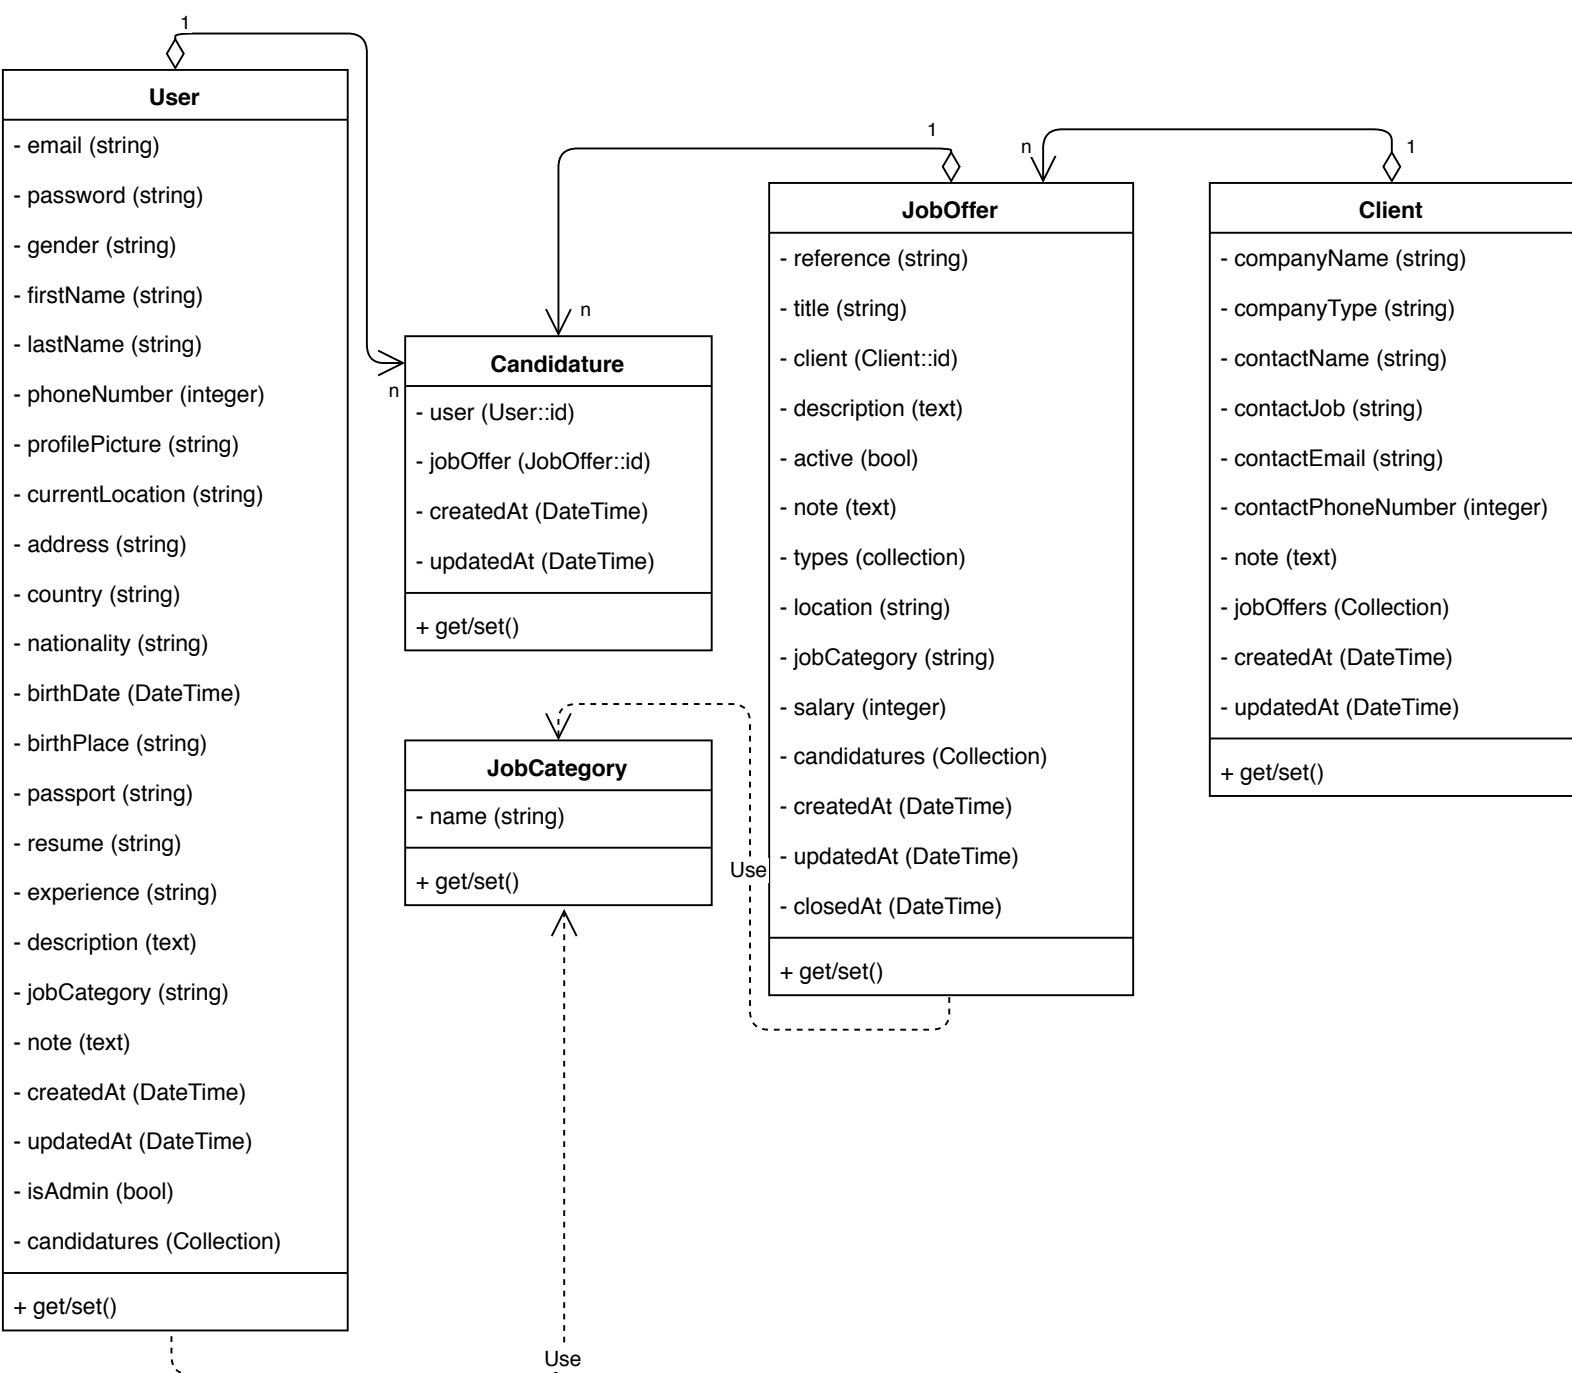 1
User
- email (string)
- password (string)
- gender (string)
- firstName (string)
- lastName (string)
- phoneNumber (integer)
- profilePicture (string)
- currentLocation (string)
- address (string)
- country (string)
- nationality (string)
- birthDate (DateTime)
- birthPlace (string)
- passport (string)
- resume (string)
- experience (string)
- description (text)
- jobCategory (string)
- note (text)
- createdAt (DateTime)
- updatedAt (DateTime)
- isAdmin (bool)
- candidatures (Collection)
+ get/set()
n
n
Candidature
- user (User::id)
- jobOffer (JobOffer::id)
- createdAt (DateTime)
- updatedAt (DateTime)
+ get/set()
JobCategory
- name (string)
+ get/set()
Use
Use
1
n
JobOffer
- reference (string)
- title (string)
- client (Client::id)
- description (text)
- active (bool)
- note (text)
- types (collection)
- location (string)
- jobCategory (string)
- salary (integer)
- candidatures (Collection)
- createdAt (DateTime)
- updatedAt (DateTime)
- closedAt (DateTime)
+ get/set()
1
Client
- companyName (string)
- companyType (string)
- contactName (string)
- contactJob (string)
- contactEmail (string)
- contactPhoneNumber (integer)
- note (text)
- jobOffers (Collection)
- createdAt (DateTime)
- updatedAt (DateTime)
+ get/set()